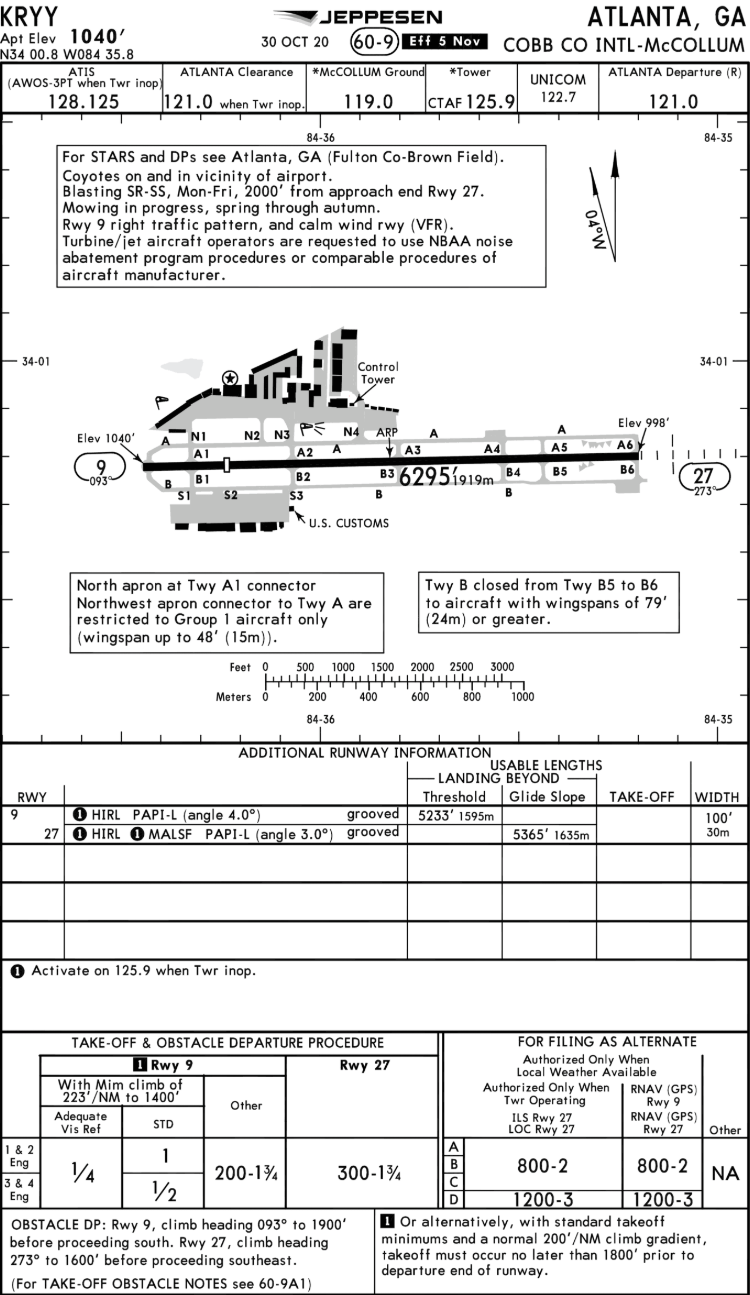 KRYY
Apt Elev 1040'
N34 00.8 W084 35.8
JEPPESEN
30 OCT 20 60-9 Eff 5 Nov
ATLANTA, GA
COBB CO INTL-McCOLLUM
ATIS
(AWOS-3PT when Twr inop)
128.125
ATLANTA Clearance
121.0 when Twr inop.
*McCOLLUM Ground
119.0
*Tower
CTAF 125.9
UNICOM
122.7
ATLANTA Departure (R)
121.0
84-36
84-35
For STARS and DPs see Atlanta, GA (Fulton Co-Brown Field).
Coyotes on and in vicinity of airport.
Blasting SR-SS, Mon-Fri, 2000' from approach end Rwy 27.
Mowing in progress, spring through autumn.
Rwy 9 right traffic pattern, and calm wind rwy (VFR).
Turbine/jet aircraft operators are requested to use NBAA noise
abatement program procedures or comparable procedures of
aircraft manufacturer.
04°W
34-01
34-01
Control
Tower
Elev 1040'
A
N1
N2
N3
N4
ARP
A
A
Elev 998'
A1
A2
A
A3
A4
A5
A6
9
093°
B
B1
B2
B3
6295' 1919m
B4
B5
B6
27
273°
S1
S2
S3
B
B
U.S. CUSTOMS
North apron at Twy A1 connector
Northwest apron connector to Twy A are
restricted to Group 1 aircraft only
(wingspan up to 48' (15m)).
Twy B closed from Twy B5 to B6
to aircraft with wingspans of 79'
(24m) or greater.
Feet 0 500 1000 1500 2000 2500 3000
Meters 0 200 400 600 800 1000
84-36
84-35
ADDITIONAL RUNWAY INFORMATION
USABLE LENGTHS
LANDING BEYOND
RWY Threshold Glide Slope TAKE-OFF WIDTH
9 1 HIRL PAPI-L (angle 4.0°) grooved 5233' 1595m 100'
27 1 HIRL 1 MALSF PAPI-L (angle 3.0°) grooved 5365' 1635m 30m
1 Activate on 125.9 when Twr inop.
TAKE-OFF & OBSTACLE DEPARTURE PROCEDURE
1 Rwy 9
Rwy 27
With Mim climb of
223'/NM to 1400'
Other
Adequate
Vis Ref
STD
1 & 2
Eng
3 & 4
Eng
1/4
1
1/2
200-1¾
300-1¾
FOR FILING AS ALTERNATE
Authorized Only When
Local Weather Available
Authorized Only When
Twr Operating
ILS Rwy 27
LOC Rwy 27
RNAV (GPS)
Rwy 9
RNAV (GPS)
Rwy 27
Other
A
B
C
D
800-2
800-2
NA
1200-3
1200-3
OBSTACLE DP: Rwy 9, climb heading 093° to 1900'
before proceeding south. Rwy 27, climb heading
273° to 1600' before proceeding southeast.
(For TAKE-OFF OBSTACLE NOTES see 60-9A1)
1 Or alternatively, with standard takeoff
minimums and a normal 200'/NM climb gradient,
takeoff must occur no later than 1800' prior to
departure end of runway.